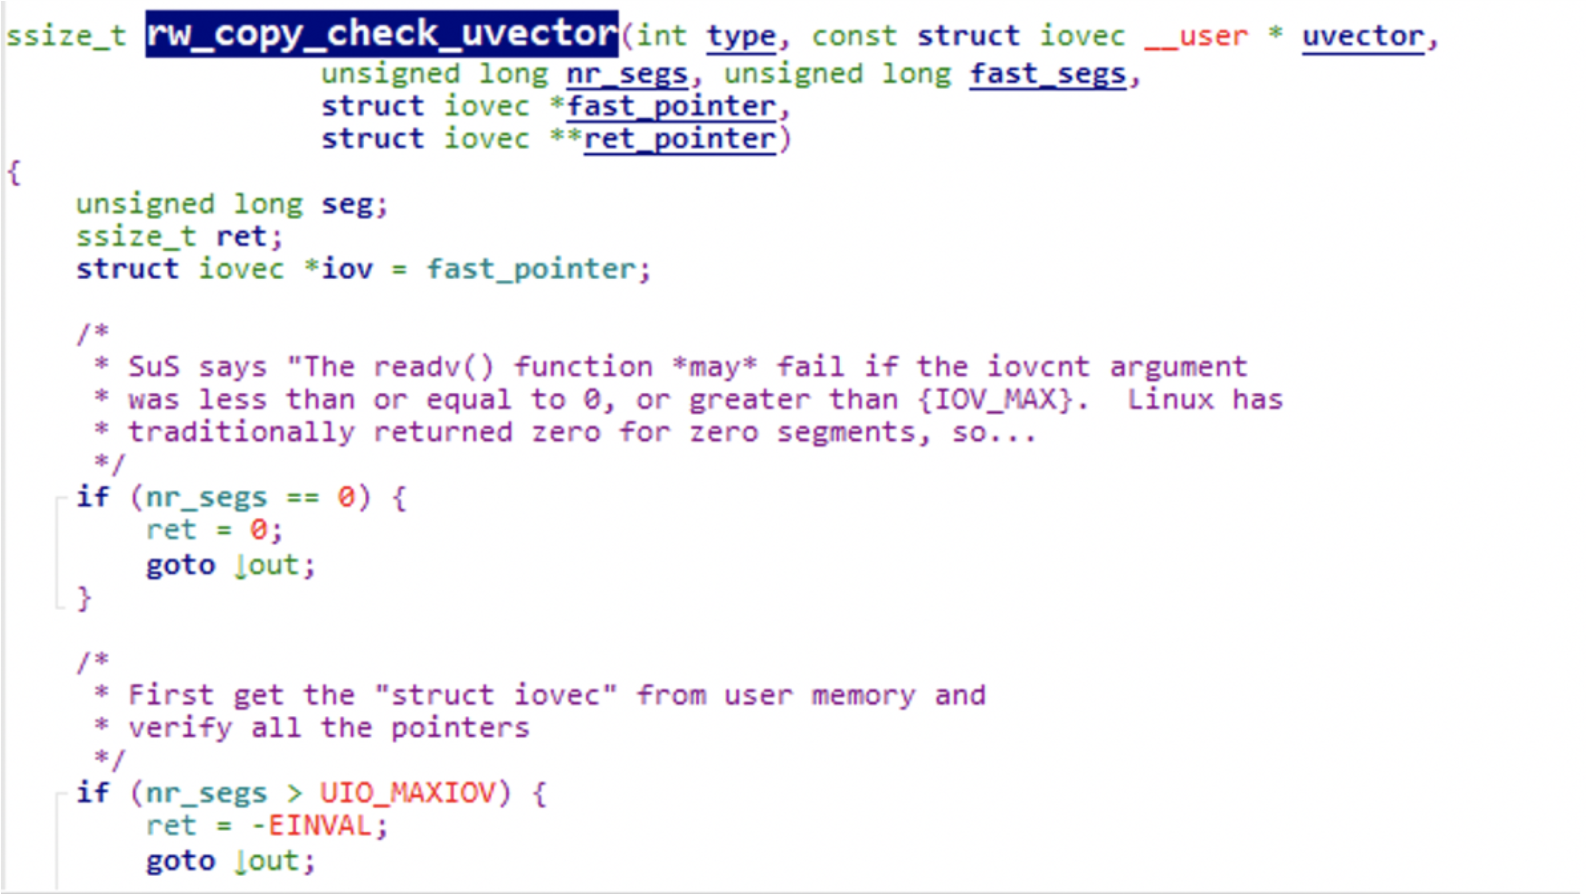 ssize_t rw_copy_check_uvector(int type, const struct iovec __user * uvector,
unsigned long nr_segs, unsigned long fast_segs,
struct iovec *fast_pointer,
struct iovec **ret_pointer)
{
unsigned long seg;
ssize_t ret;
struct iovec *iov = fast_pointer;
/*
* SuS says "The readv() function *may* fail if the iovcnt argument
* was less than or equal to 0, or greater than {IOV_MAX}.  Linux has
* traditionally returned zero for zero segments, so...
*/
if (nr_segs == 0) {
ret = 0;
goto ↓out;
}
/*
* First get the "struct iovec" from user memory and
* verify all the pointers
*/
if (nr_segs > UIO_MAXIOV) {
ret = -EINVAL;
goto ↓out;